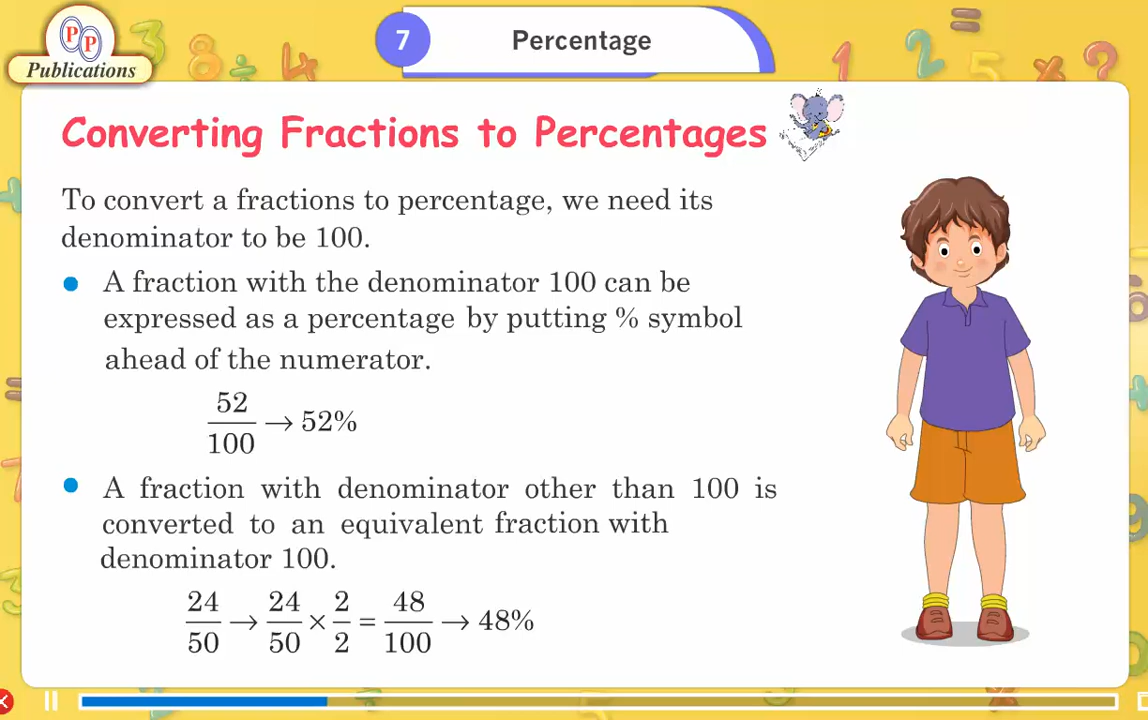 PP
Publications
7 Percentage
Converting Fractions to Percentages
To convert a fractions to percentage, we need its
denominator to be 100.
• A fraction with the denominator 100 can be
expressed as a percentage by putting % symbol
ahead of the numerator.
52/100 → 52%
• A fraction with denominator other than 100 is
converted to an equivalent fraction with
denominator 100.
24/50 → 24/50 × 2/2 = 48/100 → 48%